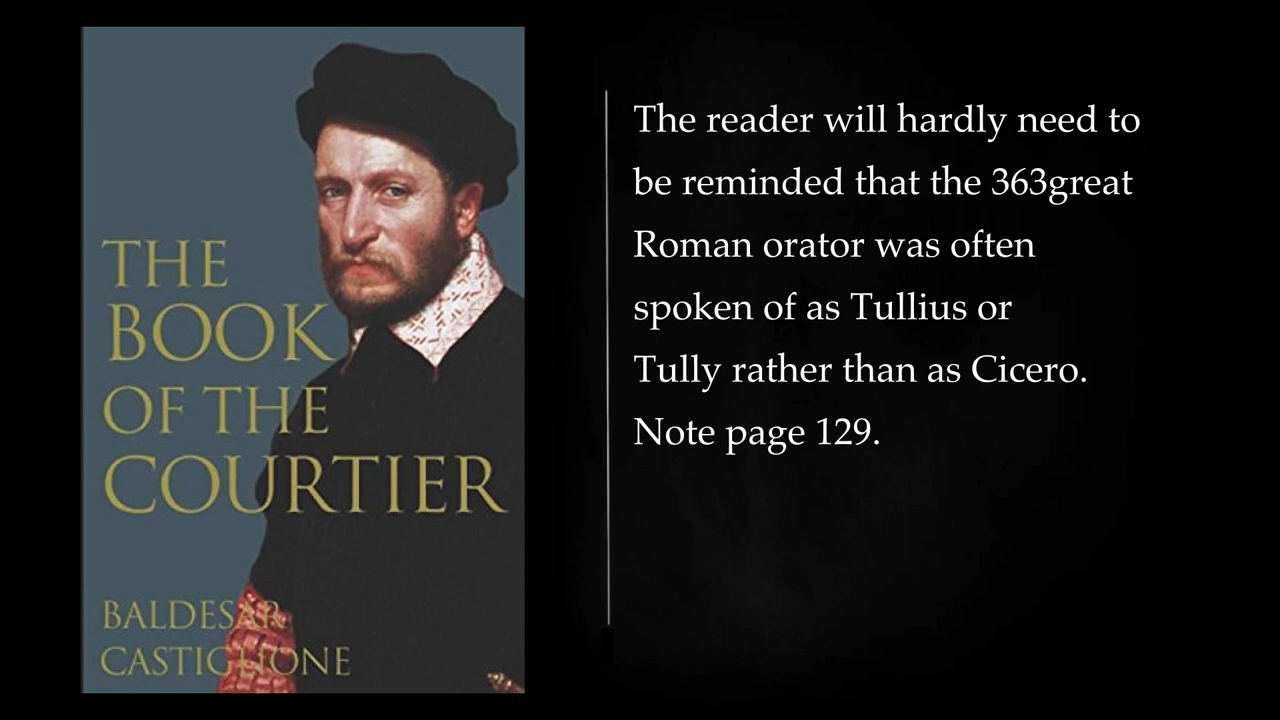 THE
BOOK
OF THE
COURTIER
BALDESAR
CASTIGLIONE
The reader will hardly need to
be reminded that the 363great
Roman orator was often
spoken of as Tullius or
Tully rather than as Cicero.
Note page 129.